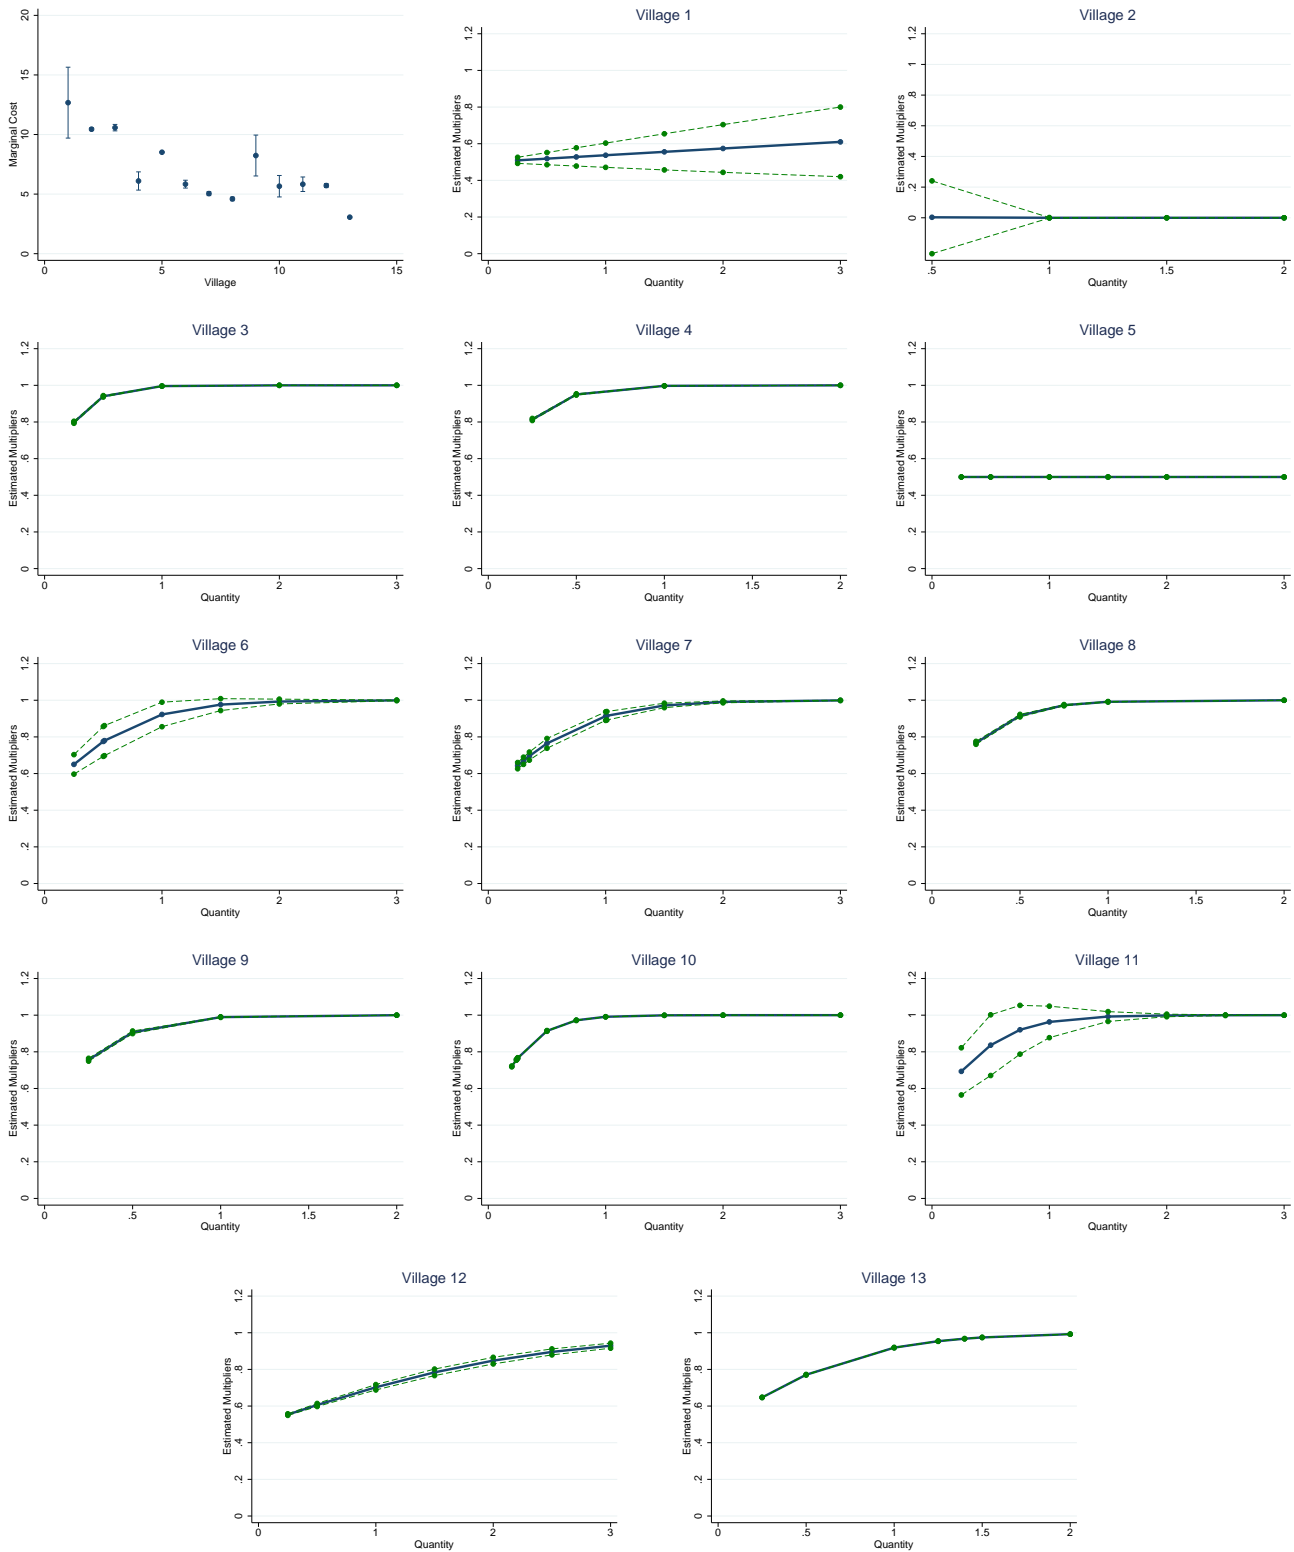 Marginal Cost
20
15
10
5
0
0 5 10 15
Village
Village 1
Estimated Multipliers
1.2
1
.8
.6
.4
.2
0
0 1 2 3
Quantity
Village 2
Estimated Multipliers
1.2
1
.8
.6
.4
.2
0
.5 1 1.5 2
Quantity
Village 3
Estimated Multipliers
1.2
1
.8
.6
.4
.2
0
0 1 2 3
Quantity
Village 4
Estimated Multipliers
1.2
1
.8
.6
.4
.2
0
0 .5 1 1.5 2
Quantity
Village 5
Estimated Multipliers
1.2
1
.8
.6
.4
.2
0
0 1 2 3
Quantity
Village 6
Estimated Multipliers
1.2
1
.8
.6
.4
.2
0
0 1 2 3
Quantity
Village 7
Estimated Multipliers
1.2
1
.8
.6
.4
.2
0
0 1 2 3
Quantity
Village 8
Estimated Multipliers
1.2
1
.8
.6
.4
.2
0
0 .5 1 1.5 2
Quantity
Village 9
Estimated Multipliers
1.2
1
.8
.6
.4
.2
0
0 .5 1 1.5 2
Quantity
Village 10
Estimated Multipliers
1.2
1
.8
.6
.4
.2
0
0 1 2 3
Quantity
Village 11
Estimated Multipliers
1.2
1
.8
.6
.4
.2
0
0 1 2 3
Quantity
Village 12
Estimated Multipliers
1.2
1
.8
.6
.4
.2
0
0 1 2 3
Quantity
Village 13
Estimated Multipliers
1.2
1
.8
.6
.4
.2
0
0 .5 1 1.5 2
Quantity